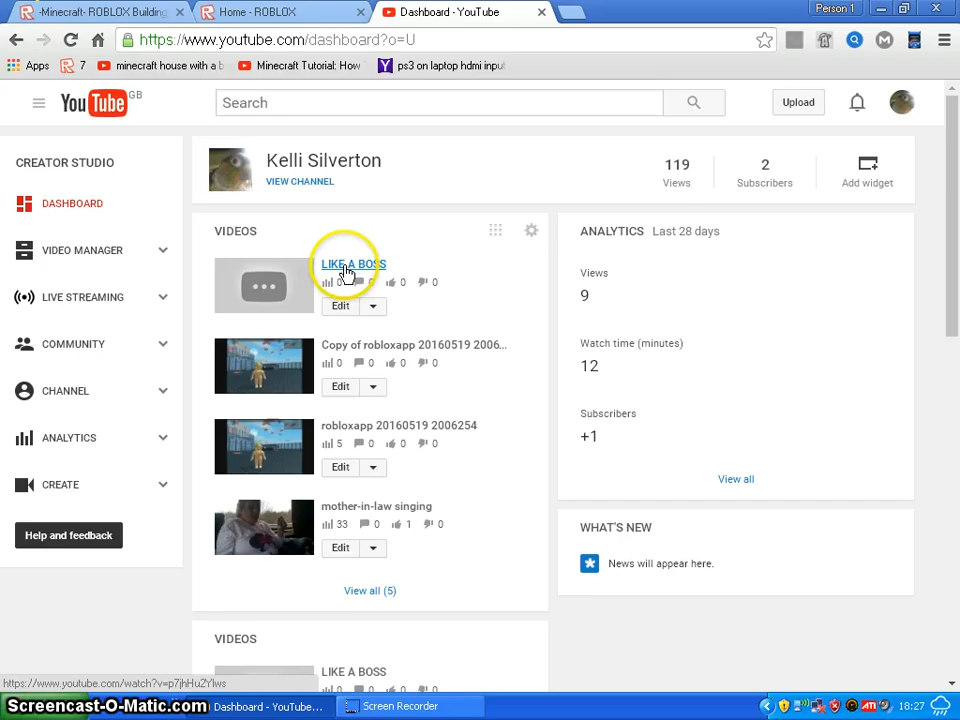 -Minecraft- ROBLOX Building
Home - ROBLOX
Dashboard - YouTube
Person 1
https://www.youtube.com/dashboard?o=U
Apps
7
minecraft house with a b
Minecraft Tutorial: How
ps3 on laptop hdmi input
YouTube GB
Search
Upload
CREATOR STUDIO
DASHBOARD
VIDEO MANAGER
LIVE STREAMING
COMMUNITY
CHANNEL
ANALYTICS
CREATE
Help and feedback
Kelli Silverton
VIEW CHANNEL
119
Views
2
Subscribers
Add widget
VIDEOS
LIKE A BOSS
0 0 0 0
Edit
Copy of robloxapp 20160519 2006...
0 0 0 0
Edit
robloxapp 20160519 2006254
5 0 0 0
Edit
mother-in-law singing
33 0 1 0
Edit
View all (5)
VIDEOS
LIKE A BOSS
ANALYTICS Last 28 days
Views
9
Watch time (minutes)
12
Subscribers
+1
View all
WHAT'S NEW
News will appear here.
https://www.youtube.com/watch?v=p7jhHu2YIws
Screencast-O-Matic.com
Dashboard - YouTube...
Screen Recorder
ATI
18:27